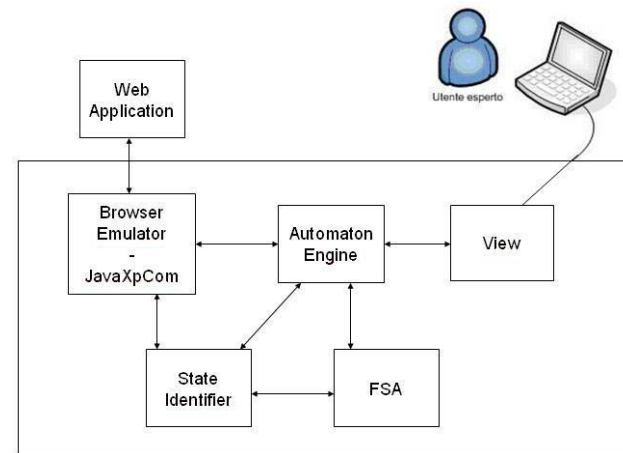 Utente esperto
Web
Application
Browser
Emulator
-
JavaXpCom
Automaton
Engine
View
State
Identifier
FSA